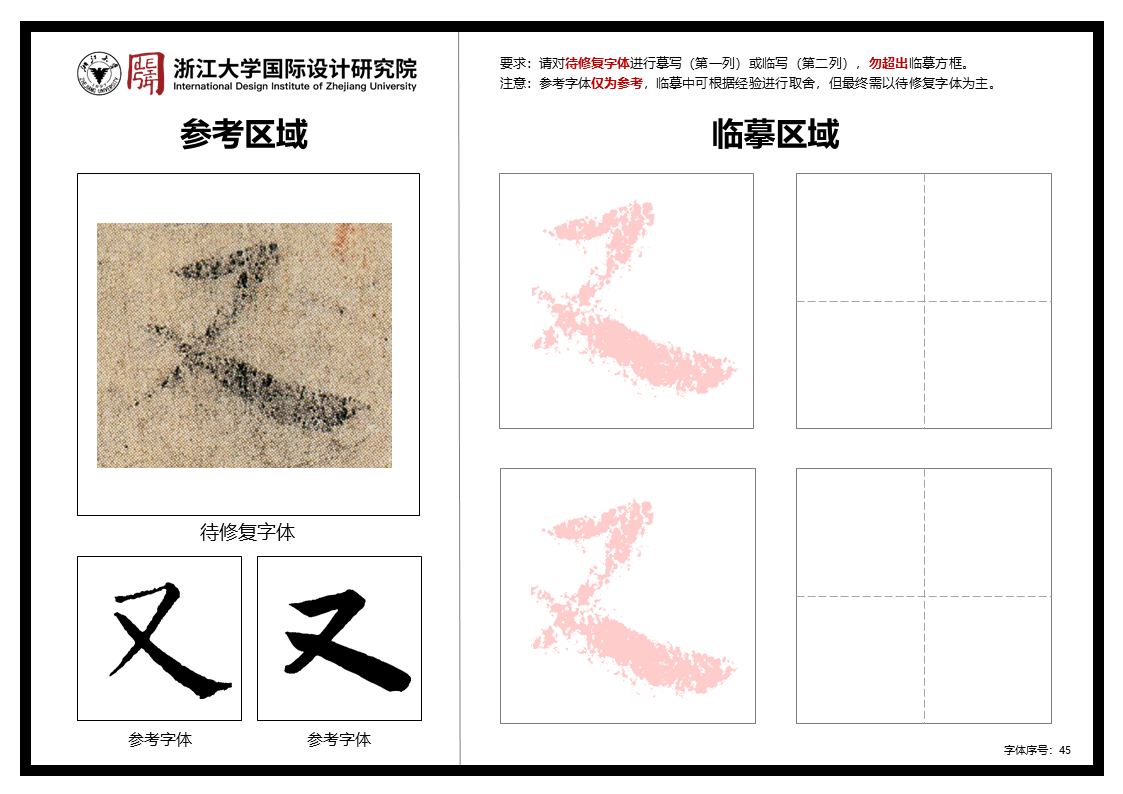 浙江大学国际设计研究院
International Design Institute of Zhejiang University
参考区域
又
待修复字体
又
又
参考字体
参考字体
要求：请对待修复字体进行摹写（第一列）或临写（第二列），勿超出临摹方框。
注意：参考字体仅为参考，临摹中可根据经验进行取舍，但最终需以待修复字体为主。
临摹区域
又
又
字体序号：45